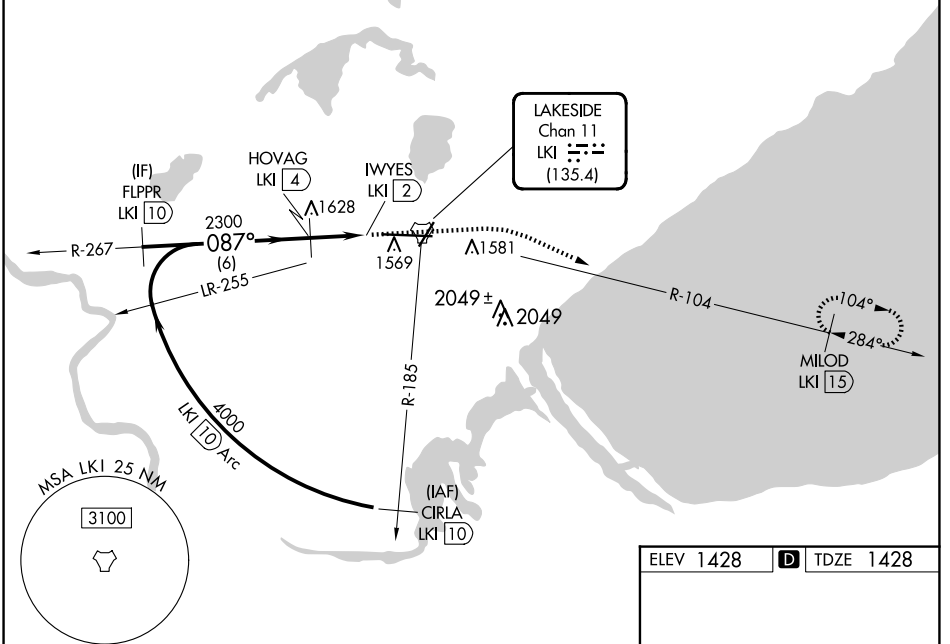 LAKESIDE
Chan 11
LKI
(135.4)
(IF)
FLPPR
LKI 10
HOVAG
LKI 4
IWYES
LKI 2
1628
2300
087°
(6)
R-267
LR-255
1569
1581
R-104
2049 ±
2049
104°
284°
MILOD
LKI 15
R-185
4000
LKI 10 Arc
(IAF)
CIRLA
LKI 10
MSA LKI 25 NM
3100
ELEV 1428 D TDZE 1428